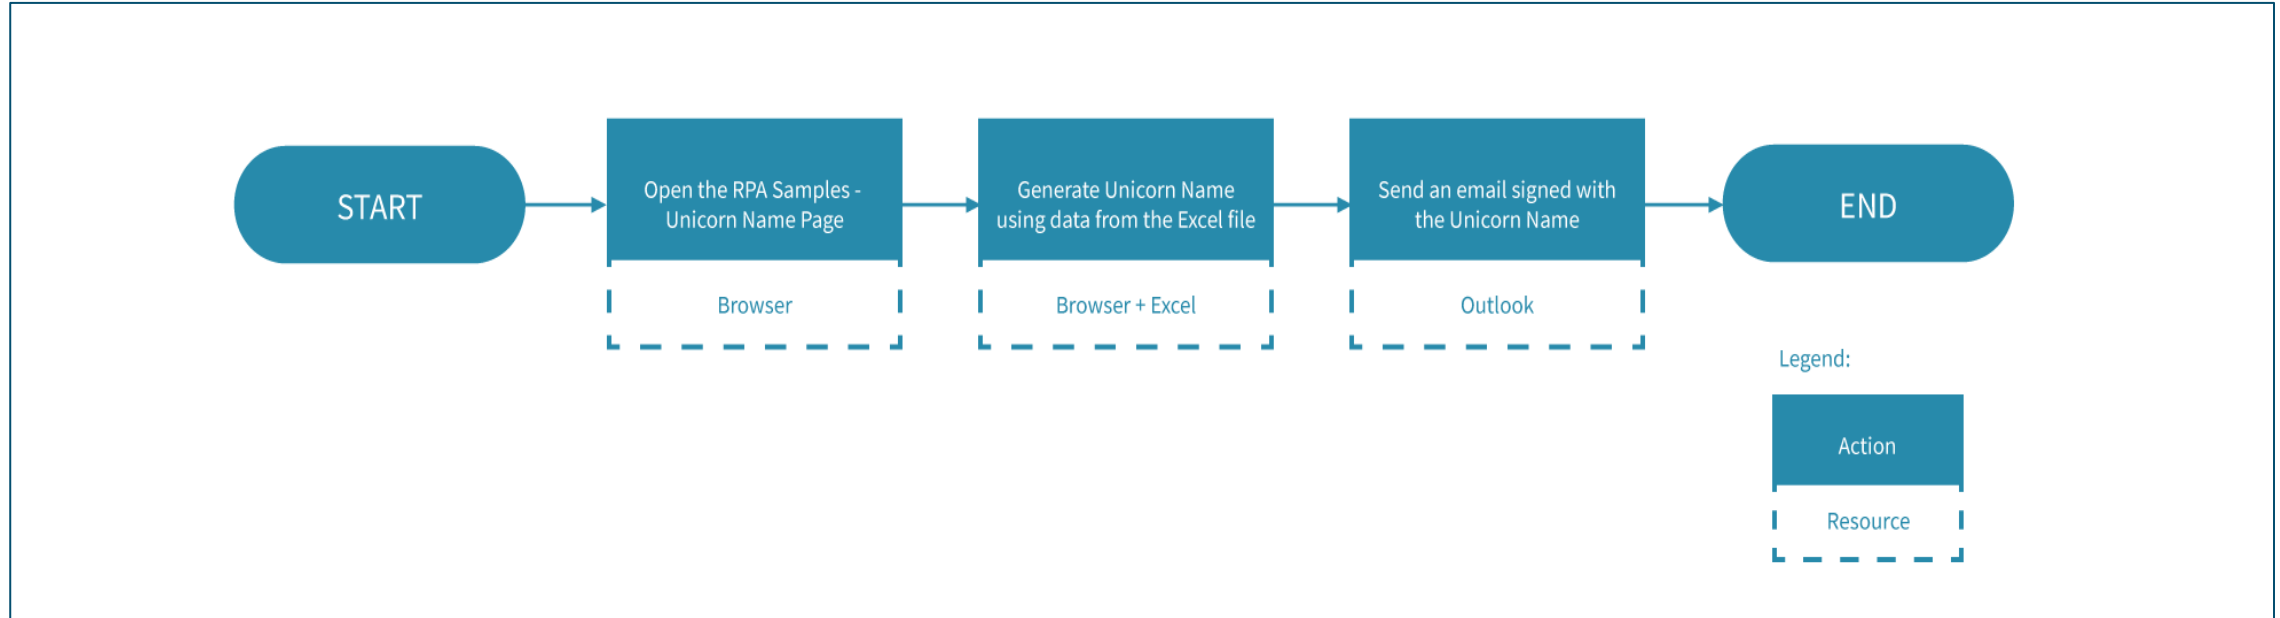 START
Open the RPA Samples -
Unicorn Name Page
Browser
Generate Unicorn Name
using data from the Excel file
Browser + Excel
Send an email signed with
the Unicorn Name
Outlook
END
Legend:
Action
Resource